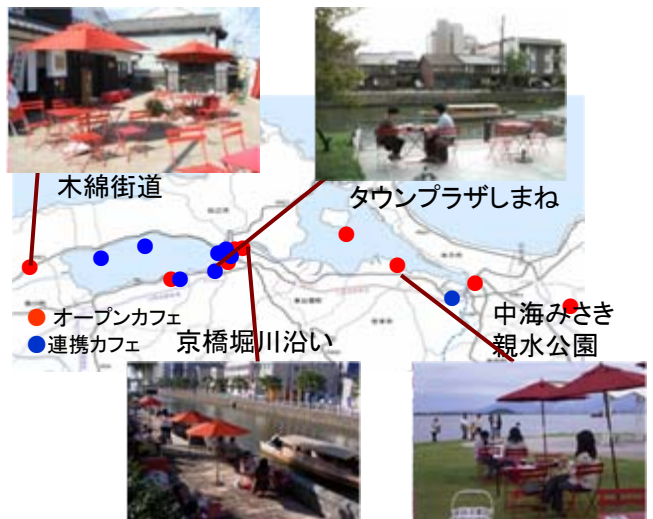 木綿街道
タウンプラザしまね
オープンカフェ
連携カフェ
京橋堀川沿い
中海みさき
親水公園